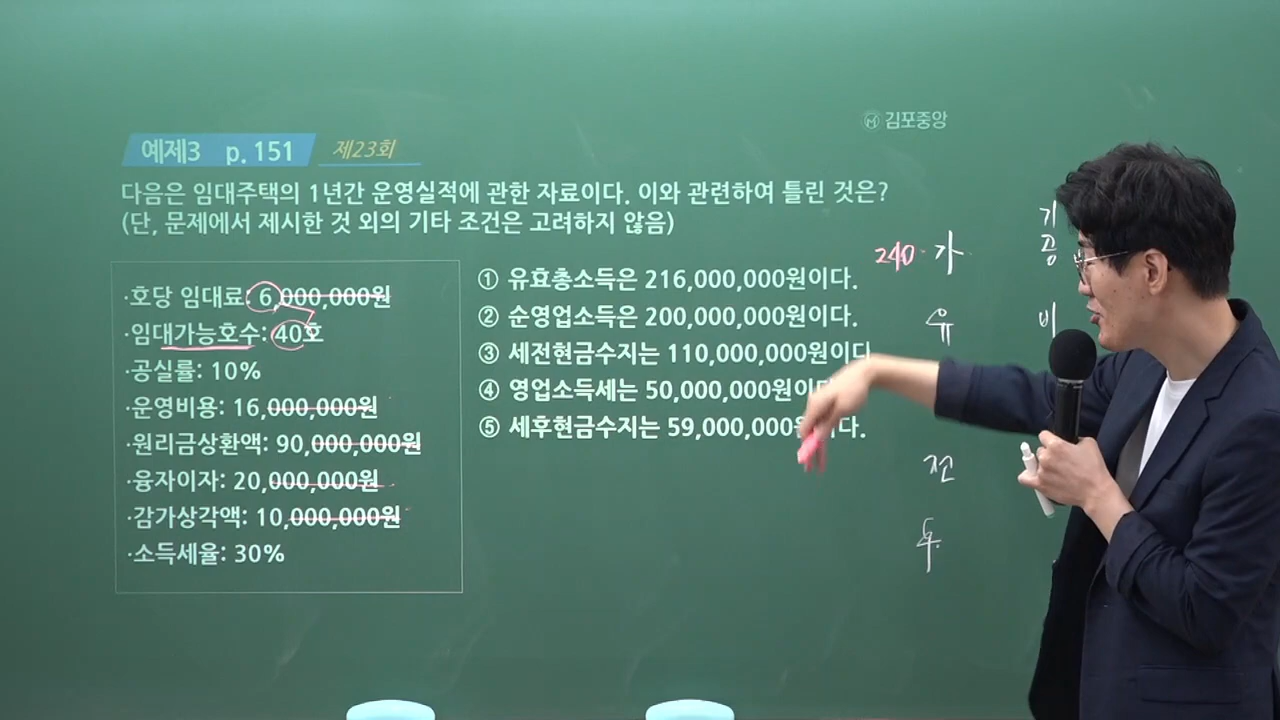 김포중앙
예제3 p. 151 제23회
다음은 임대주택의 1년간 운영실적에 관한 자료이다. 이와 관련하여 틀린 것은?
(단, 문제에서 제시한 것 외의 기타 조건은 고려하지 않음)
·호당 임대료: 6,000,000원
·임대가능호수: 40호
·공실률: 10%
·운영비용: 16,000,000원
·원리금상환액: 90,000,000원
·융자이자: 20,000,000원
·감가상각액: 10,000,000원
·소득세율: 30%
① 유효총소득은 216,000,000원이다.
② 순영업소득은 200,000,000원이다.
③ 세전현금수지는 110,000,000원이다
④ 영업소득세는 50,000,000원이다.
⑤ 세후현금수지는 59,000,000원이다.
240 가
유
전
후
기
공
비